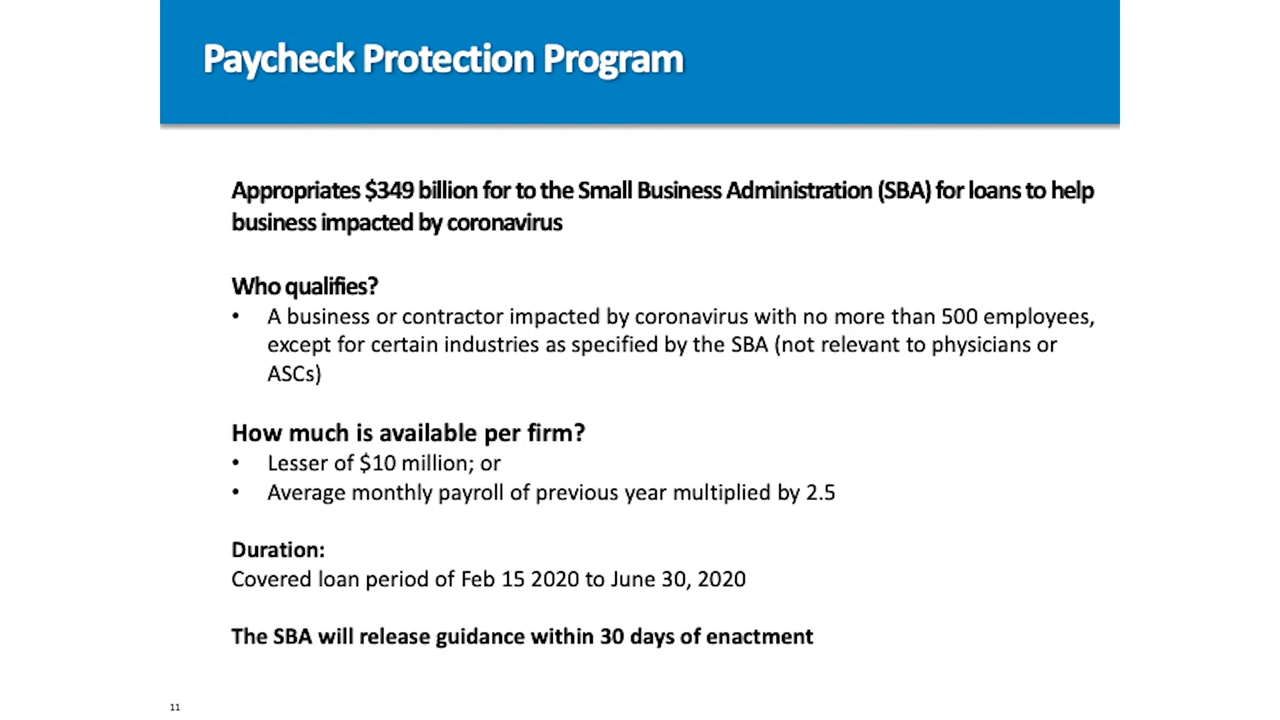 Paycheck Protection Program
Appropriates $349 billion for to the Small Business Administration (SBA) for loans to help
business impacted by coronavirus
Who qualifies?
• A business or contractor impacted by coronavirus with no more than 500 employees,
except for certain industries as specified by the SBA (not relevant to physicians or
ASCs)
How much is available per firm?
• Lesser of $10 million; or
• Average monthly payroll of previous year multiplied by 2.5
Duration:
Covered loan period of Feb 15 2020 to June 30, 2020
The SBA will release guidance within 30 days of enactment
11